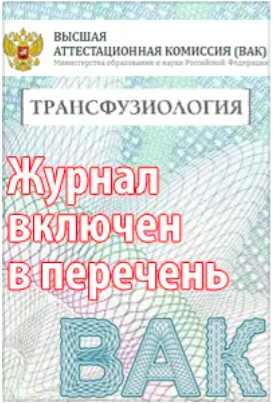 ВЫСШАЯ
АТТЕСТАЦИОННАЯ КОМИССИЯ (ВАК)
Министерства образования и науки Российской Федерации
ТРАНСФУЗИОЛОГИЯ
Журнал
включен
в перечень
ВАК